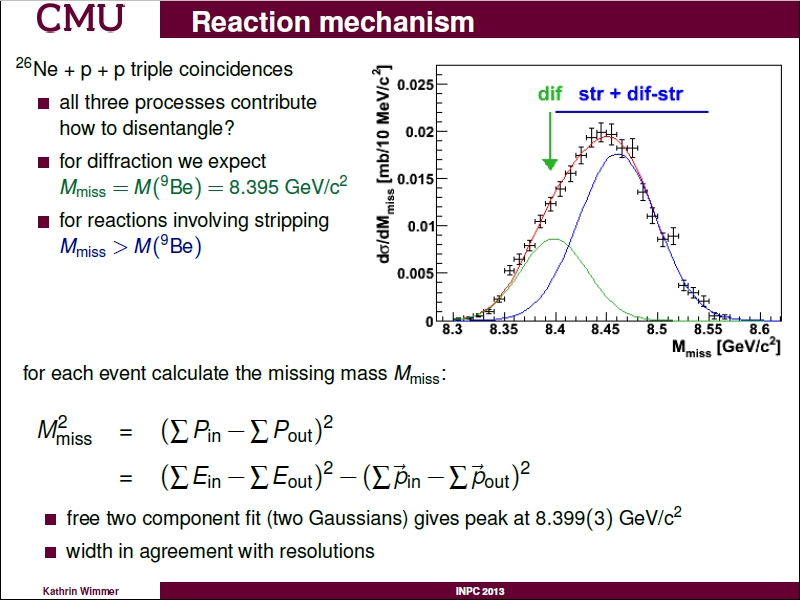 CMU
Reaction mechanism
²⁶Ne + p + p triple coincidences
all three processes contribute
how to disentangle?
for diffraction we expect
M_miss = M(⁹Be) = 8.395 GeV/c²
for reactions involving stripping
M_miss > M(⁹Be)
dσ/dM_miss [mb/10 MeV/c²]
0.025
0.02
0.015
0.01
0.005
0
dif str + dif-str
8.3 8.35 8.4 8.45 8.5 8.55 8.6
M_miss [GeV/c²]
for each event calculate the missing mass M_miss:
M²_miss = (∑ P_in − ∑ P_out)²
= (∑ E_in − ∑ E_out)² − (∑ p⃗_in − ∑ p⃗_out)²
free two component fit (two Gaussians) gives peak at 8.399(3) GeV/c²
width in agreement with resolutions
Kathrin Wimmer INPC 2013